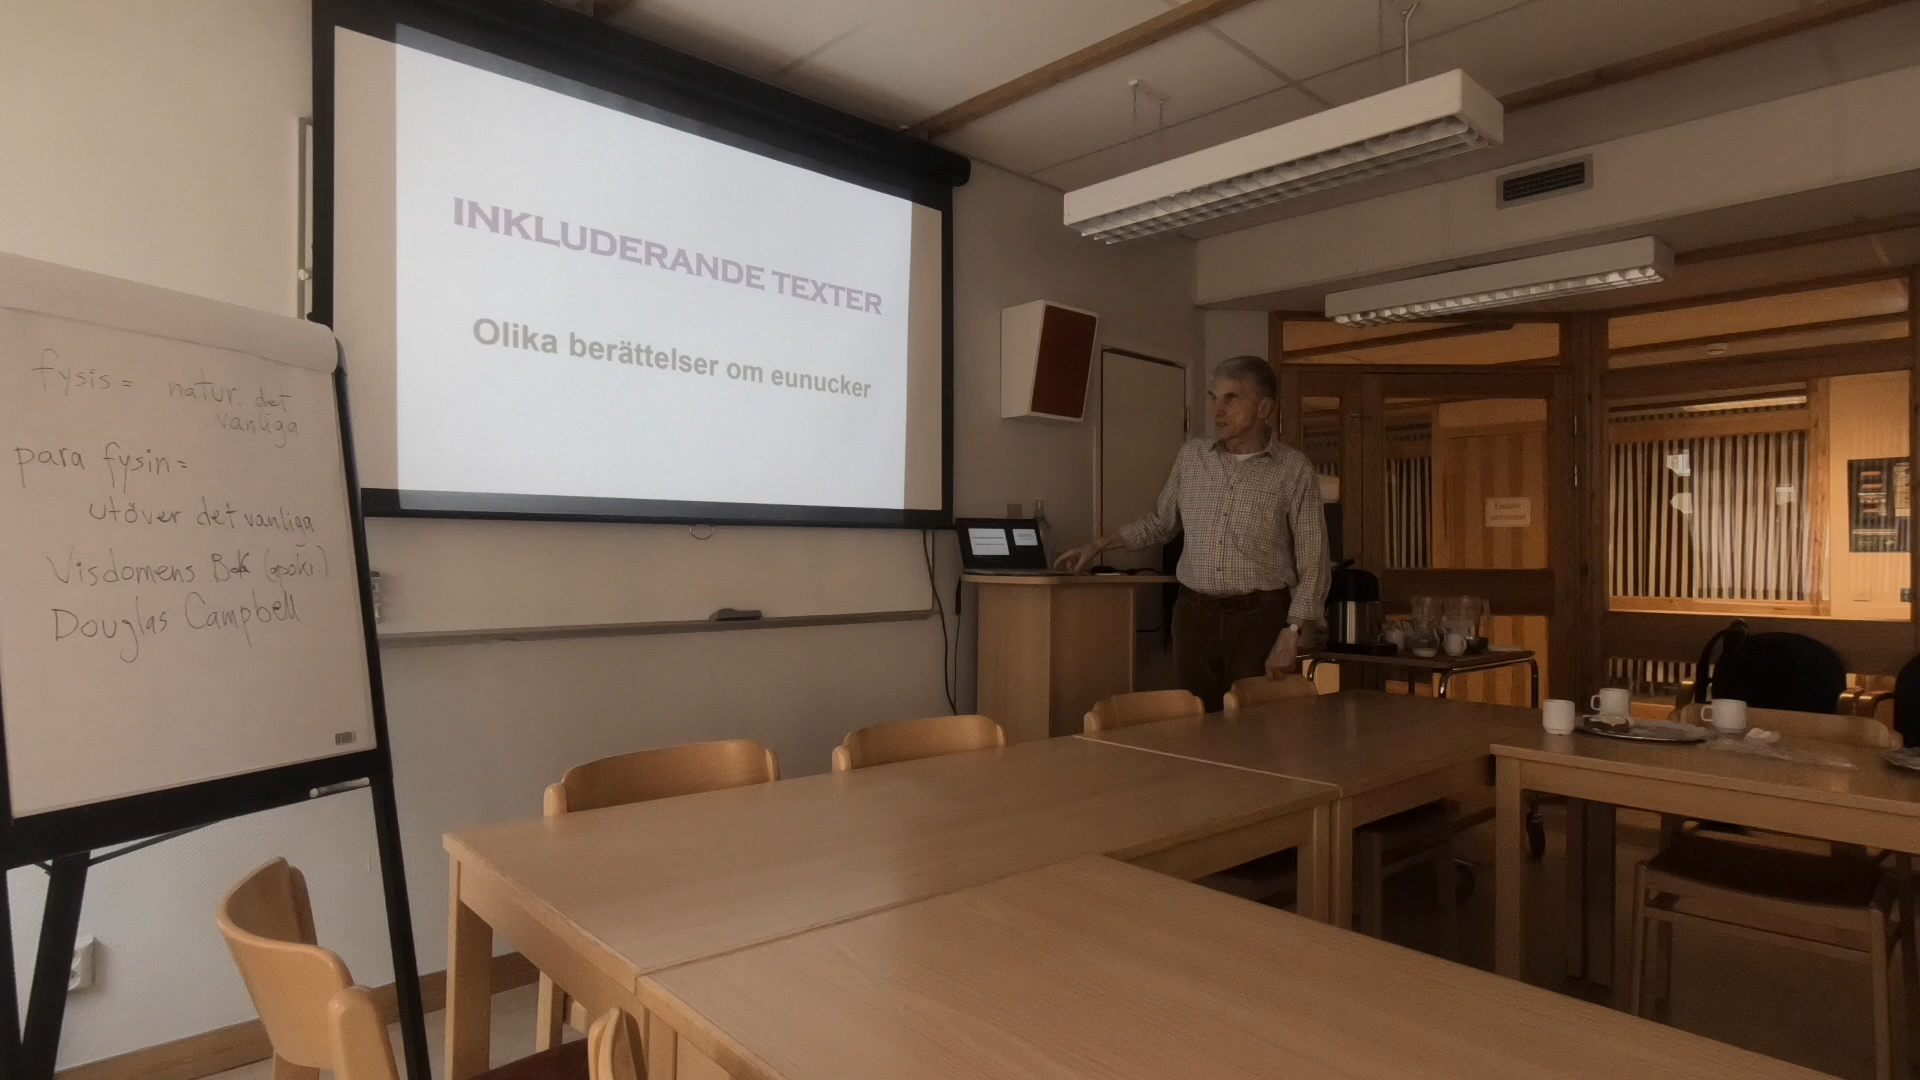 INKLUDERANDE TEXTER
Olika berättelser om eunucker
fysis = natur, det
vanliga
para fysin =
utöver det vanliga
Visdomens Bok (apokr.)
Douglas Campbell